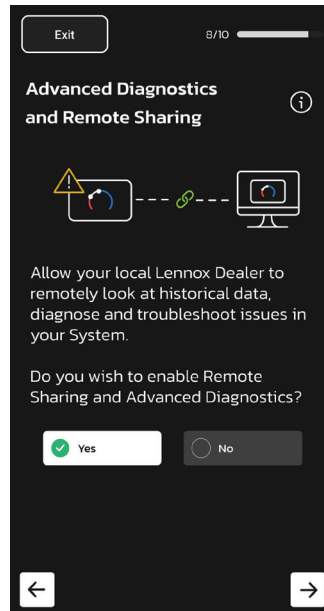 Exit
8/10
Advanced Diagnostics
and Remote Sharing
Allow your local Lennox Dealer to
remotely look at historical data,
diagnose and troubleshoot issues in
your System.
Do you wish to enable Remote
Sharing and Advanced Diagnostics?
Yes
No